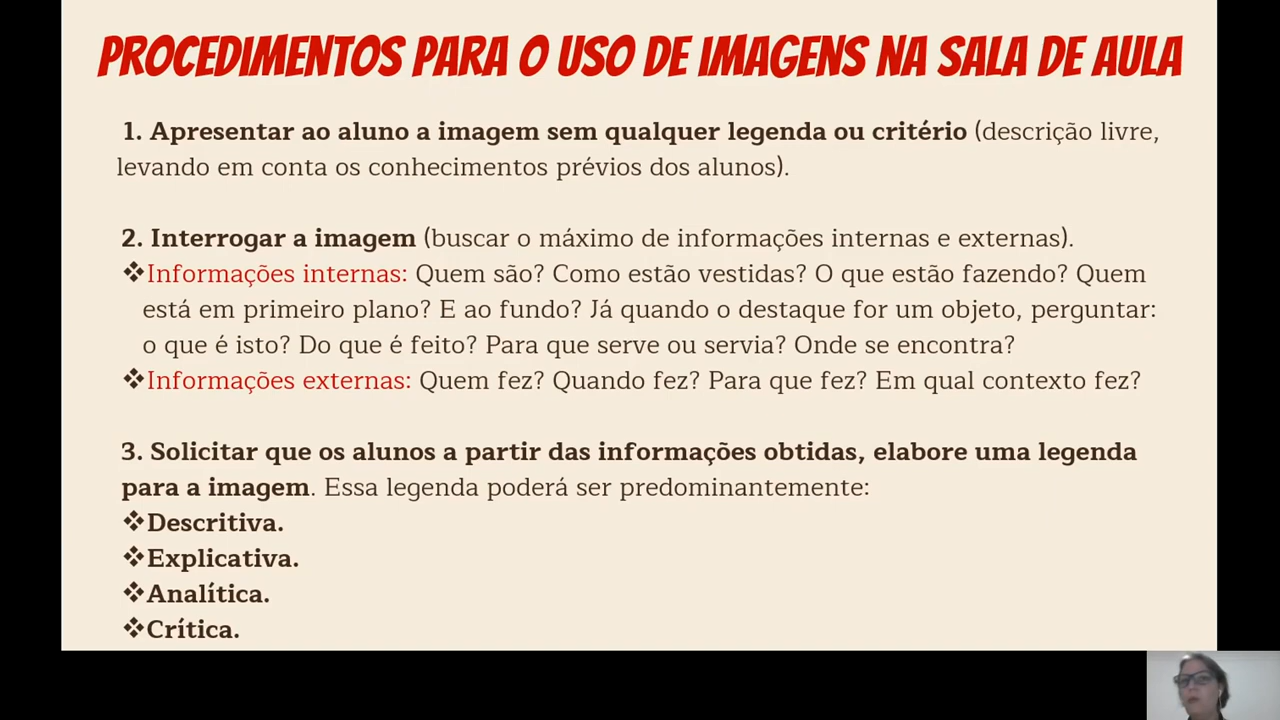 PROCEDIMENTOS PARA O USO DE IMAGENS NA SALA DE AULA
1. Apresentar ao aluno a imagem sem qualquer legenda ou critério (descrição livre,
levando em conta os conhecimentos prévios dos alunos).
2. Interrogar a imagem (buscar o máximo de informações internas e externas).
❖Informações internas: Quem são? Como estão vestidas? O que estão fazendo? Quem
está em primeiro plano? E ao fundo? Já quando o destaque for um objeto, perguntar:
o que é isto? Do que é feito? Para que serve ou servia? Onde se encontra?
❖Informações externas: Quem fez? Quando fez? Para que fez? Em qual contexto fez?
3. Solicitar que os alunos a partir das informações obtidas, elabore uma legenda
para a imagem. Essa legenda poderá ser predominantemente:
❖Descritiva.
❖Explicativa.
❖Analítica.
❖Crítica.